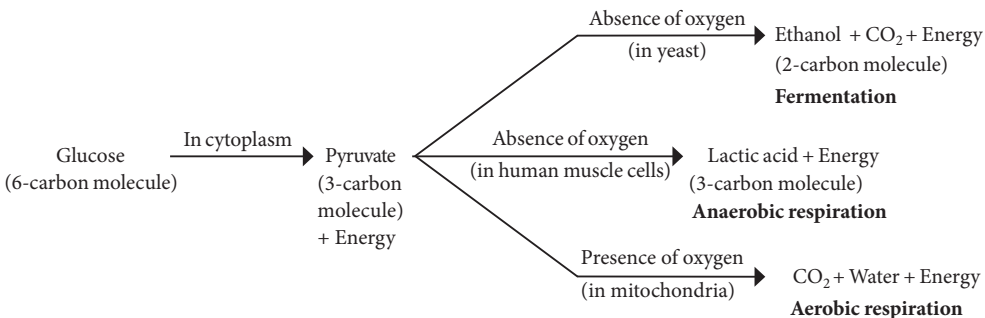 Absence of oxygen
(in yeast)
Ethanol + CO₂ + Energy
(2-carbon molecule)
Fermentation
Glucose
(6-carbon molecule)
In cytoplasm
Pyruvate
(3-carbon
molecule)
+ Energy
Absence of oxygen
(in human muscle cells)
Lactic acid + Energy
(3-carbon molecule)
Anaerobic respiration
Presence of oxygen
(in mitochondria)
CO₂ + Water + Energy
Aerobic respiration